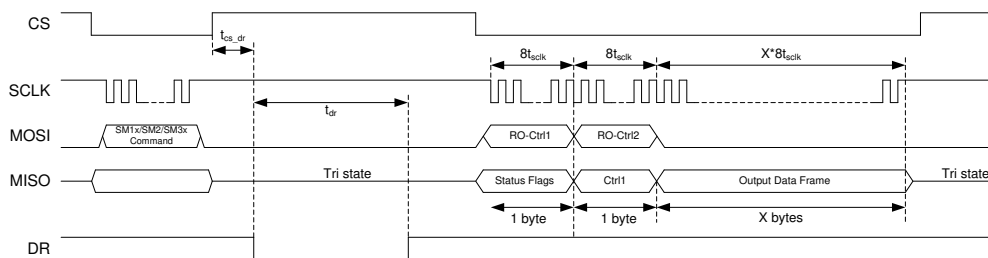 CS
t_cs_dr
8t_sclk 8t_sclk X*8t_sclk
SCLK
t_dr
MOSI
SM1x/SM2/SM3x
Command
RO-Ctrl1 RO-Ctrl2
MISO
Tri state
Status Flags Ctrl1 Output Data Frame
Tri state
1 byte 1 byte X bytes
DR